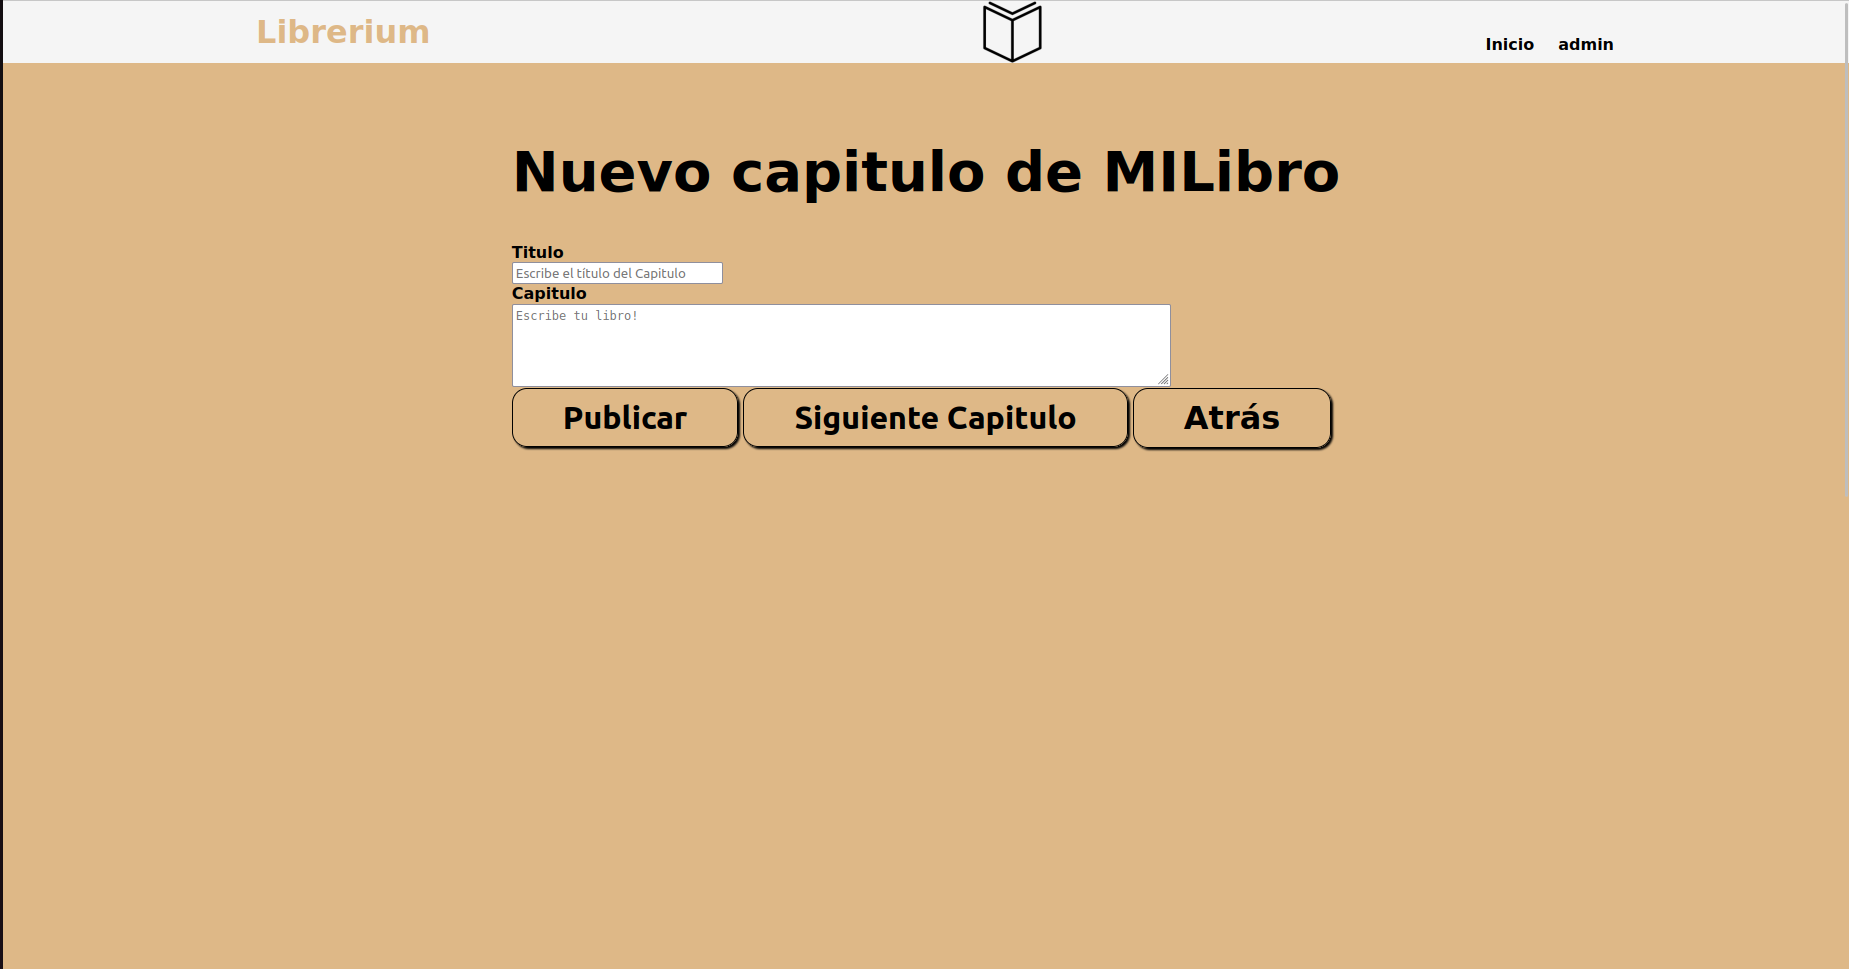 Librerium
Inicio admin
Nuevo capitulo de MILibro
Titulo
Escribe el título del Capitulo
Capitulo
Escribe tu libro!
Publicar Siguiente Capitulo Atrás